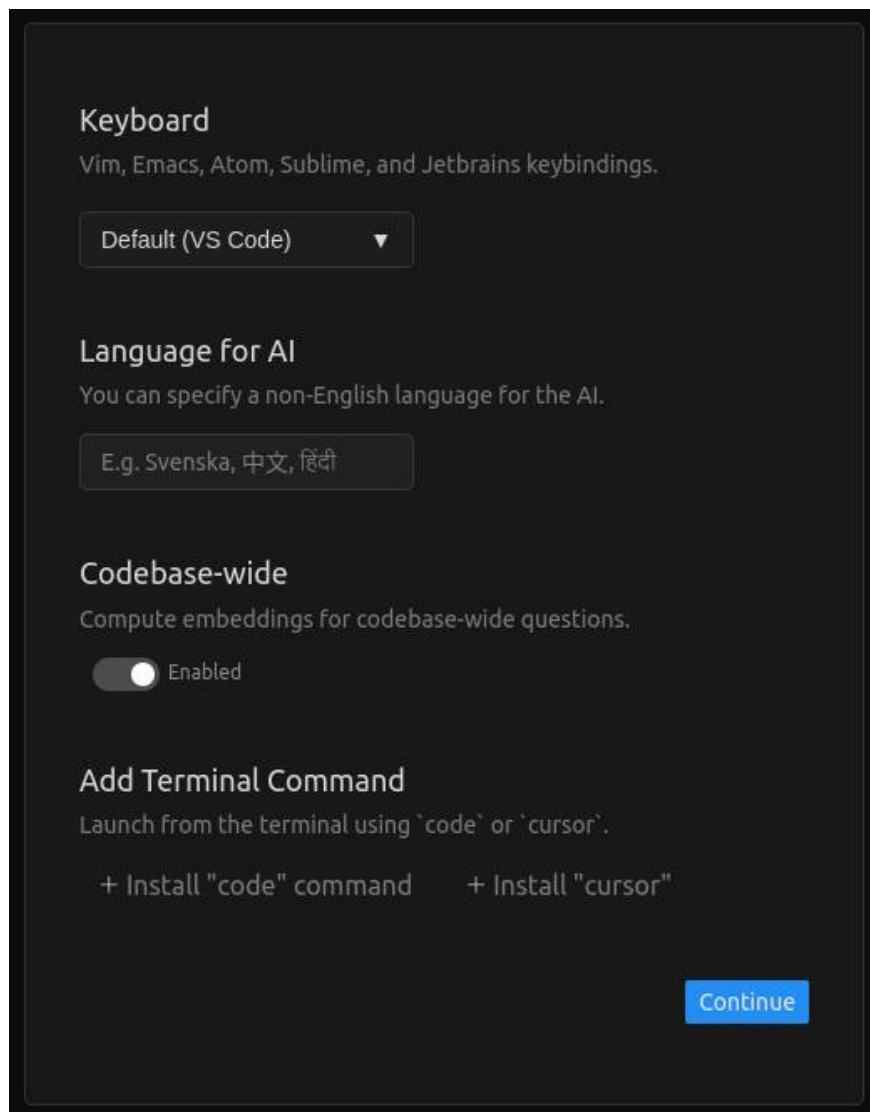 Keyboard
Vim, Emacs, Atom, Sublime, and Jetbrains keybindings.
Default (VS Code) ▼
Language for AI
You can specify a non-English language for the AI.
E.g. Svenska, 中文, हिंदी
Codebase-wide
Compute embeddings for codebase-wide questions.
Enabled
Add Terminal Command
Launch from the terminal using `code` or `cursor`.
+ Install "code" command + Install "cursor"
Continue